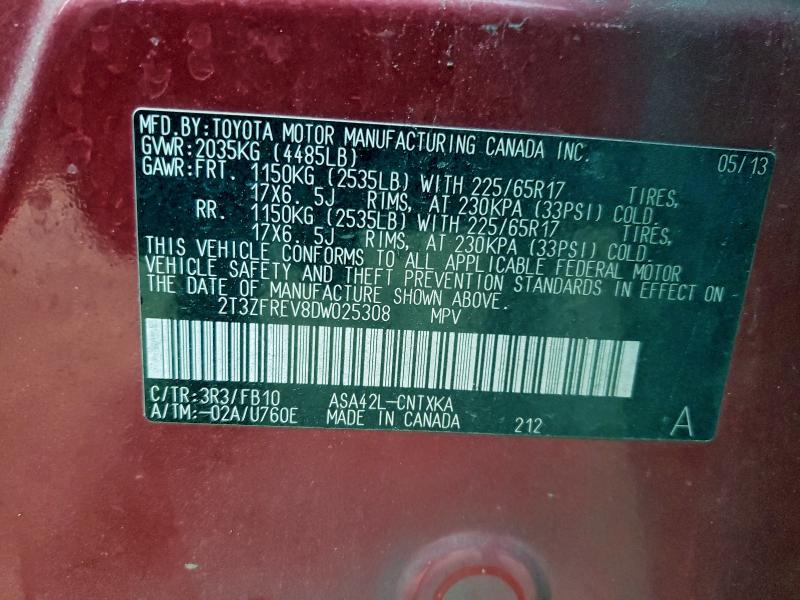 MFD.BY:TOYOTA MOTOR MANUFACTURING CANADA INC.
GVWR:2035KG (4485LB) 05/13
GAWR:FRT. 1150KG (2535LB) WITH 225/65R17 TIRES,
17X6. 5J RIMS, AT 230KPA (33PSI) COLD.
RR. 1150KG (2535LB) WITH 225/65R17 TIRES,
17X6. 5J RIMS, AT 230KPA (33PSI) COLD.
THIS VEHICLE CONFORMS TO ALL APPLICABLE FEDERAL MOTOR
VEHICLE SAFETY AND THEFT PREVENTION STANDARDS IN EFFECT ON
THE DATE OF MANUFACTURE SHOWN ABOVE.
2T3ZFREV8DW025308 MPV
C/TR:3R3/FB10 ASA42L-CNTXKA
A/TM:-02A/U760E MADE IN CANADA 212 A